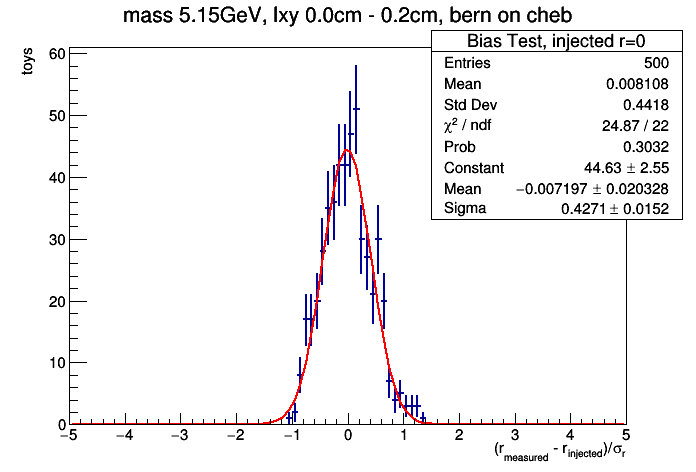 mass 5.15GeV, lxy 0.0cm - 0.2cm, bern on cheb
Bias Test, injected r=0
Entries 500
Mean 0.008108
Std Dev 0.4418
χ² / ndf 24.87 / 22
Prob 0.3032
Constant 44.63 ± 2.55
Mean −0.007197 ± 0.020328
Sigma 0.4271 ± 0.0152
toys
60
50
40
30
20
10
0
−5 −4 −3 −2 −1 0 1 2 3 4 5
(r_measured - r_injected)/σ_r